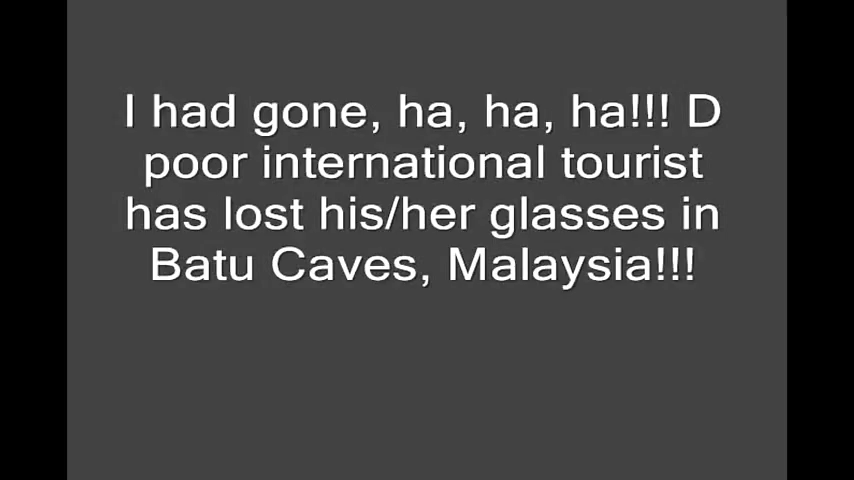 I had gone, ha, ha, ha!!! D
poor international tourist
has lost his/her glasses in
Batu Caves, Malaysia!!!